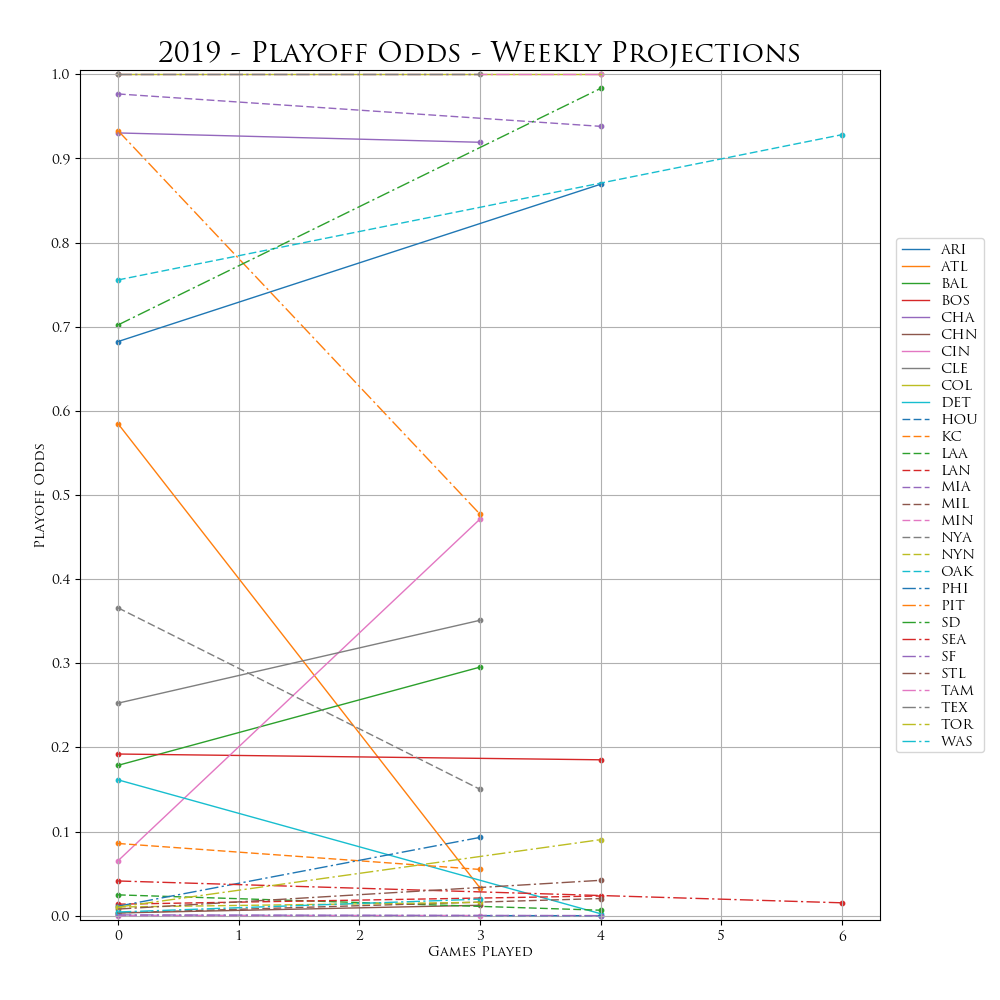 2019 - Playoff Odds - Weekly Projections
1.0
0.9
0.8
0.7
0.6
0.5
0.4
0.3
0.2
0.1
0.0
Playoff Odds
0 1 2 3 4 5 6
Games Played
ARI
ATL
BAL
BOS
CHA
CHN
CIN
CLE
COL
DET
HOU
KC
LAA
LAN
MIA
MIL
MIN
NYA
NYN
OAK
PHI
PIT
SD
SEA
SF
STL
TAM
TEX
TOR
WAS